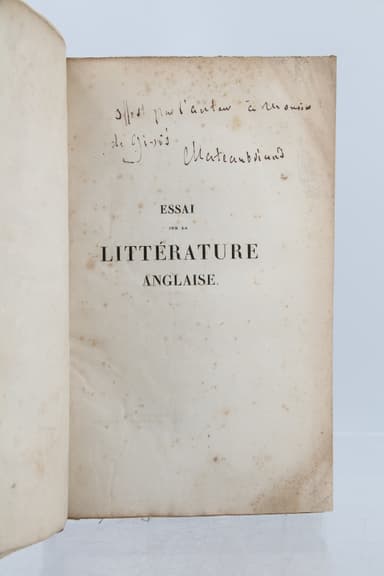 offert par l'auteur à Monsieur
de
Chateaubriand
ESSAI
SUR LA
LITTÉRATURE
ANGLAISE.